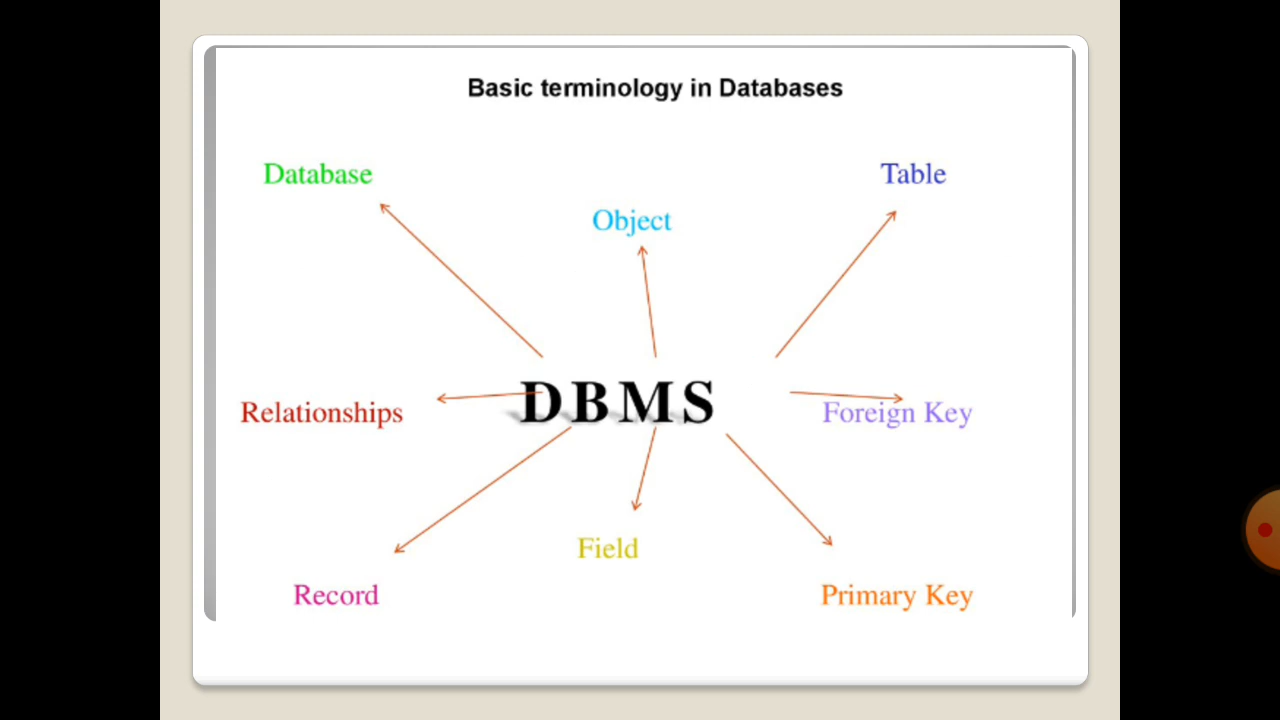 Basic terminology in Databases
Database
Table
Object
DBMS
Relationships
Foreign Key
Field
Record
Primary Key